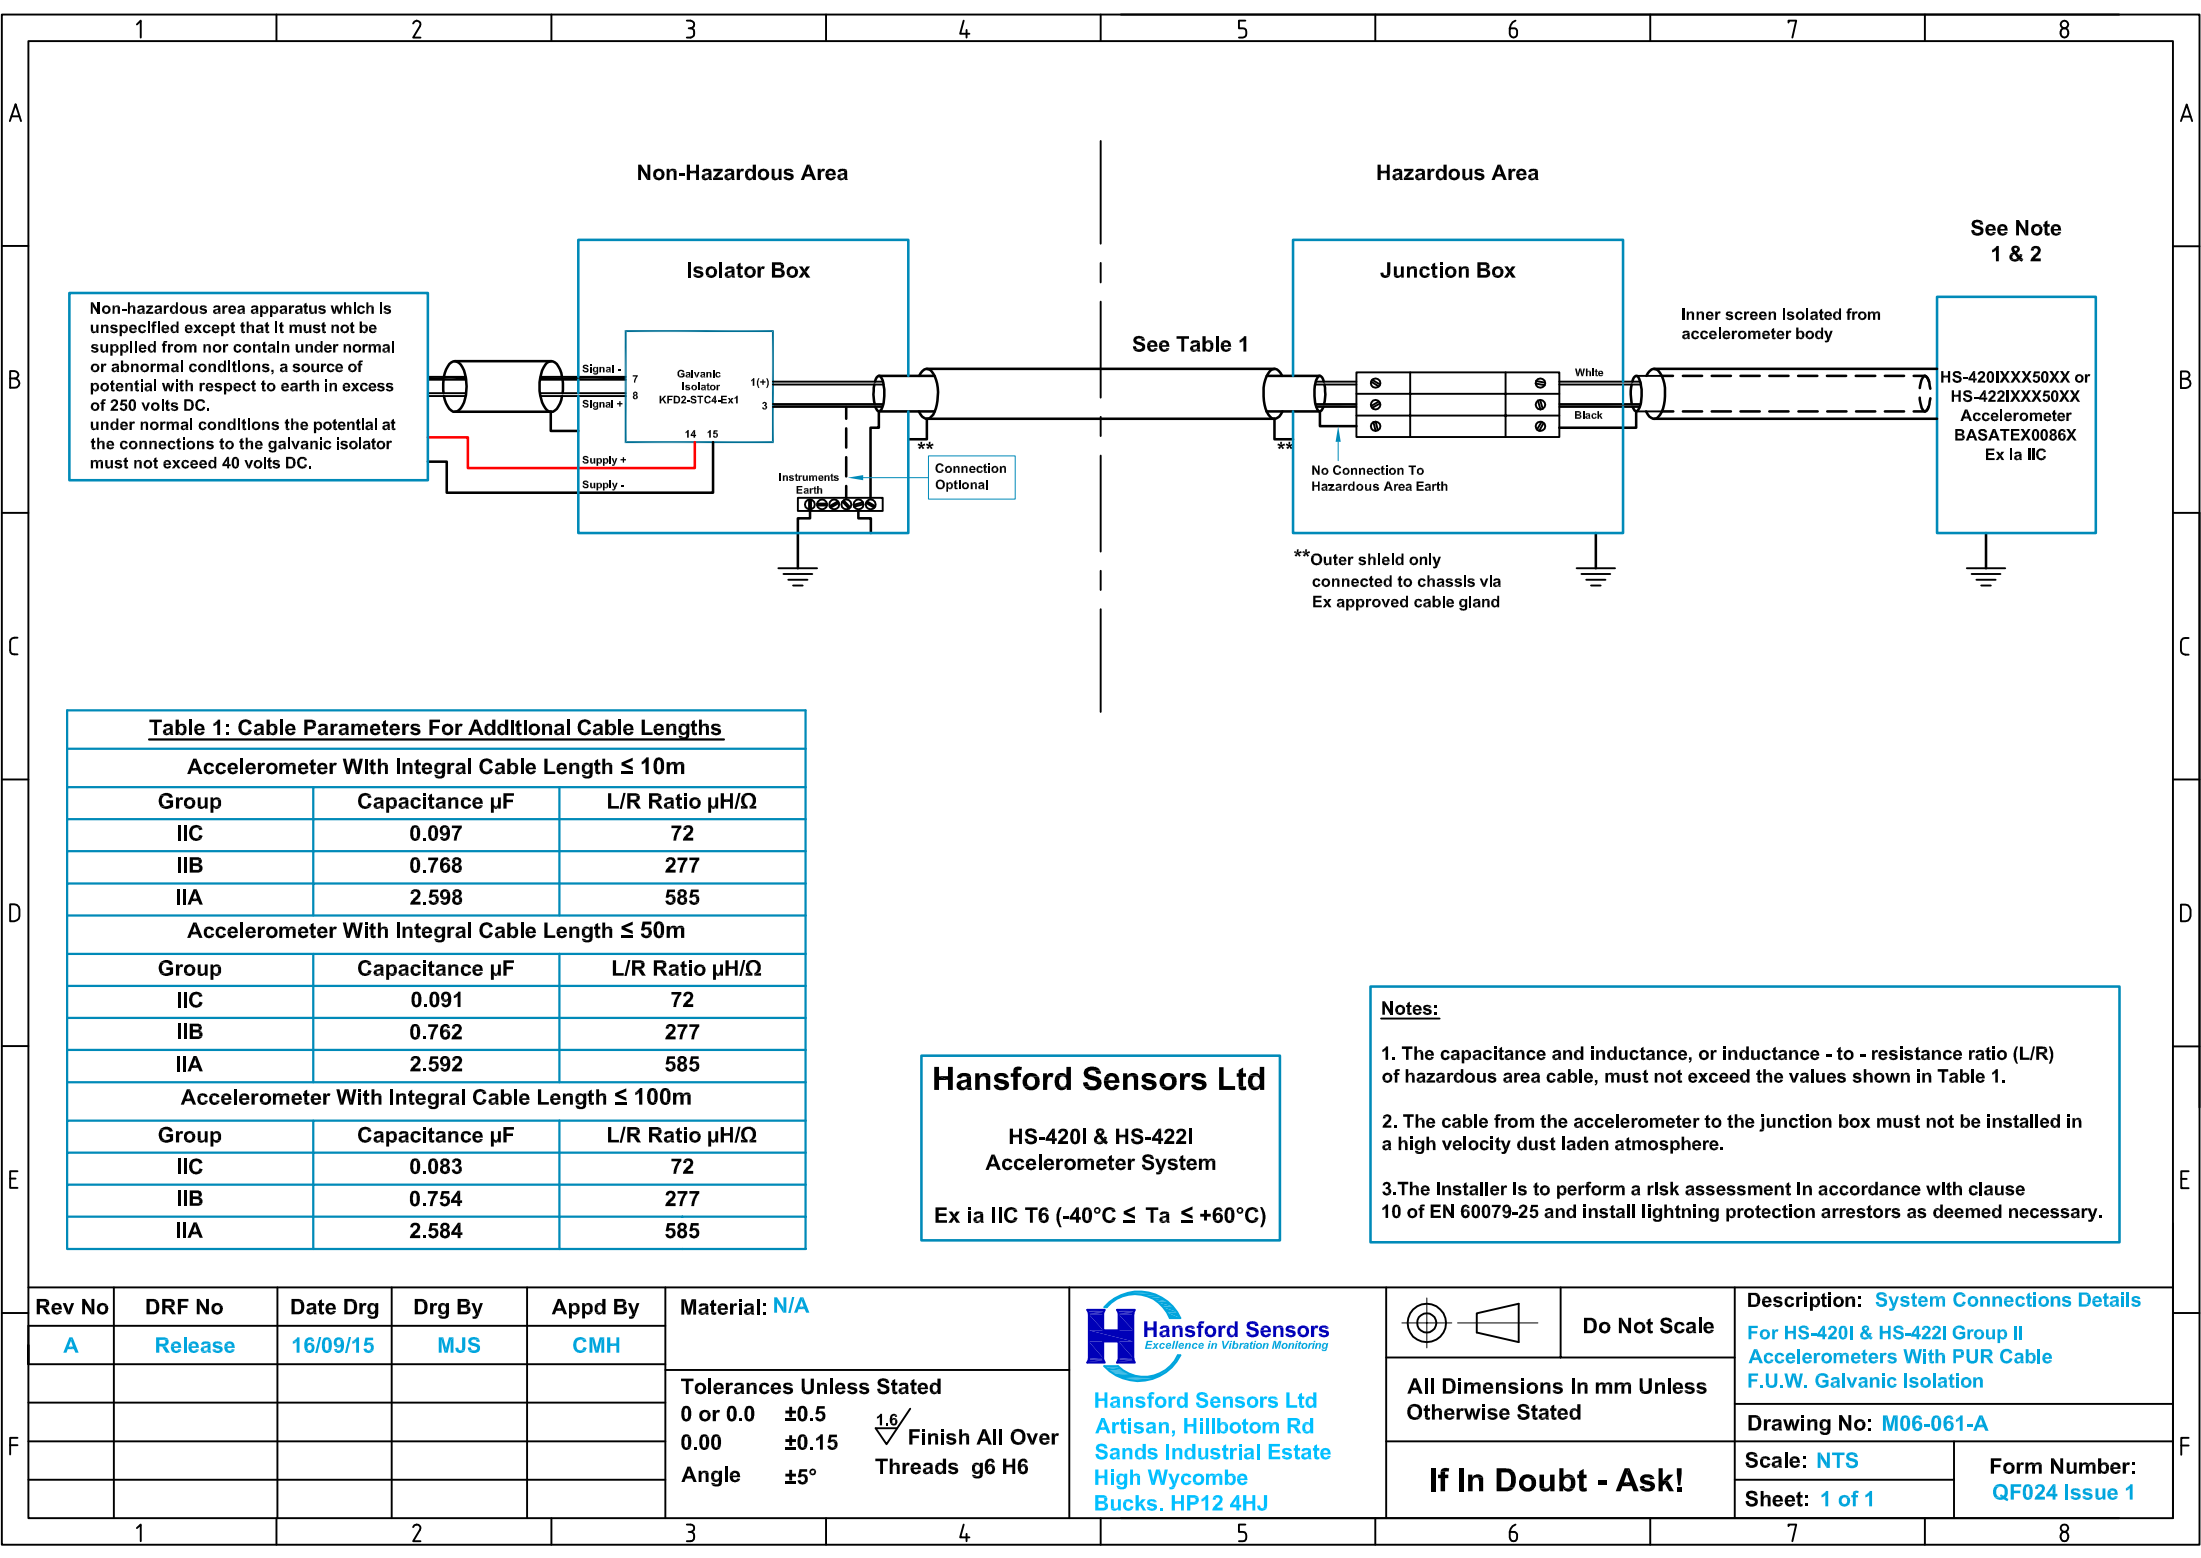 1 2 3 4 5 6 7 8
A A
B B
C C
D D
E E
F F
Non-Hazardous Area
Hazardous Area
See Note
1 & 2
Isolator Box
Junction Box
Non-hazardous area apparatus which is
unspecified except that it must not be
supplied from nor contain under normal
or abnormal conditions, a source of
potential with respect to earth in excess
of 250 volts DC.
under normal conditions the potential at
the connections to the galvanic isolator
must not exceed 40 volts DC.
Signal -
Signal +
Supply +
Supply -
7
8
Galvanic
Isolator
KFD2-STC4-Ex1
1(+)
3
14 15
Instruments
Earth
**
Connection
Optional
See Table 1
**
White
Black
No Connection To
Hazardous Area Earth
**Outer shield only
connected to chassis via
Ex approved cable gland
Inner screen isolated from
accelerometer body
HS-420IXXX50XX or
HS-422IXXX50XX
Accelerometer
BASATEX0086X
Ex ia IIC
Table 1: Cable Parameters For Additional Cable Lengths
Accelerometer With Integral Cable Length ≤ 10m
Group Capacitance µF L/R Ratio µH/Ω
IIC 0.097 72
IIB 0.768 277
IIA 2.598 585
Accelerometer With Integral Cable Length ≤ 50m
Group Capacitance µF L/R Ratio µH/Ω
IIC 0.091 72
IIB 0.762 277
IIA 2.592 585
Accelerometer With Integral Cable Length ≤ 100m
Group Capacitance µF L/R Ratio µH/Ω
IIC 0.083 72
IIB 0.754 277
IIA 2.584 585
Hansford Sensors Ltd
HS-420I & HS-422I
Accelerometer System
Ex ia IIC T6 (-40°C ≤ Ta ≤ +60°C)
Notes:
1. The capacitance and inductance, or inductance - to - resistance ratio (L/R)
of hazardous area cable, must not exceed the values shown in Table 1.
2. The cable from the accelerometer to the junction box must not be installed in
a high velocity dust laden atmosphere.
3.The Installer is to perform a risk assessment in accordance with clause
10 of EN 60079-25 and install lightning protection arrestors as deemed necessary.
Rev No DRF No Date Drg Drg By Appd By
A Release 16/09/15 MJS CMH
Material: N/A
Tolerances Unless Stated
0 or 0.0 ±0.5
0.00 ±0.15
Angle ±5°
1.6
Finish All Over
Threads g6 H6
H
Hansford Sensors
Excellence in Vibration Monitoring
Hansford Sensors Ltd
Artisan, Hillbotom Rd
Sands Industrial Estate
High Wycombe
Bucks. HP12 4HJ
Do Not Scale
All Dimensions In mm Unless
Otherwise Stated
If In Doubt - Ask!
Description: System Connections Details
For HS-420I & HS-422I Group II
Accelerometers With PUR Cable
F.U.W. Galvanic Isolation
Drawing No: M06-061-A
Scale: NTS
Sheet: 1 of 1
Form Number:
QF024 Issue 1
1 2 3 4 5 6 7 8